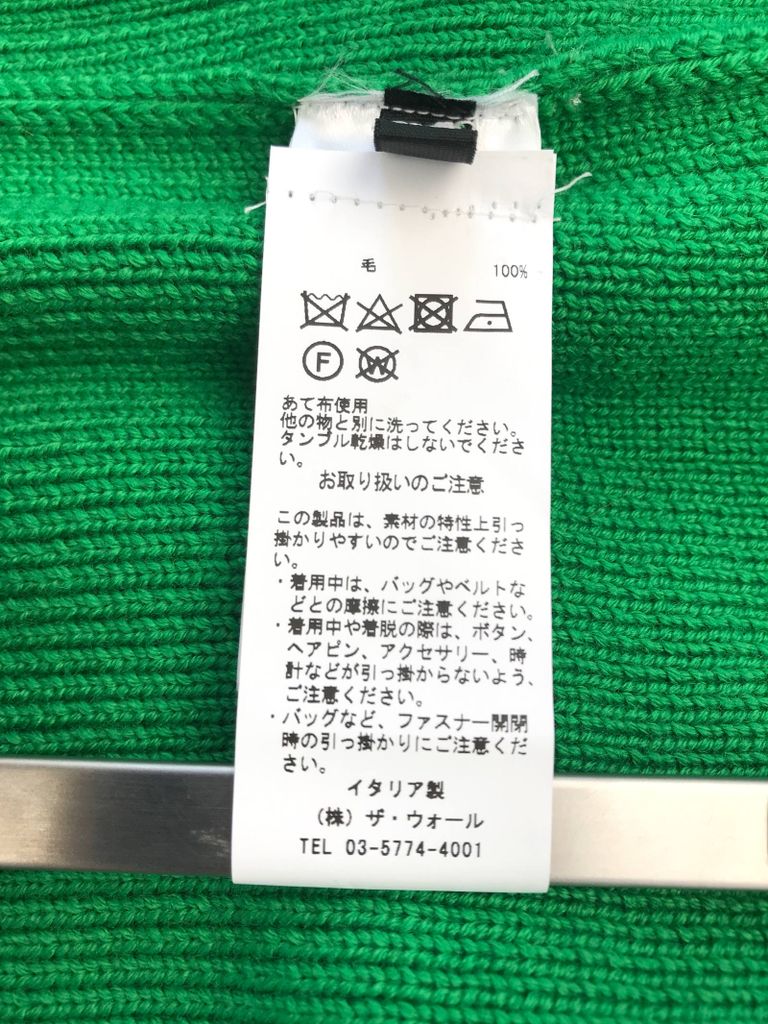 毛 100%
F W
あて布使用
他の物と別に洗ってください。
タンブル乾燥はしないでくださ
い。
お取り扱いのご注意
この製品は、素材の特性上引っ
掛かりやすいのでご注意くださ
い。
・着用中は、バッグやベルトな
どとの摩擦にご注意ください。
・着用中や着脱の際は、ボタン、
ヘアピン、アクセサリー、時
計などが引っ掛からないよう、
ご注意ください。
・バッグなど、ファスナー開閉
時の引っ掛かりにご注意くだ
さい。
イタリア製
(株) ザ・ウォール
TEL 03-5774-4001